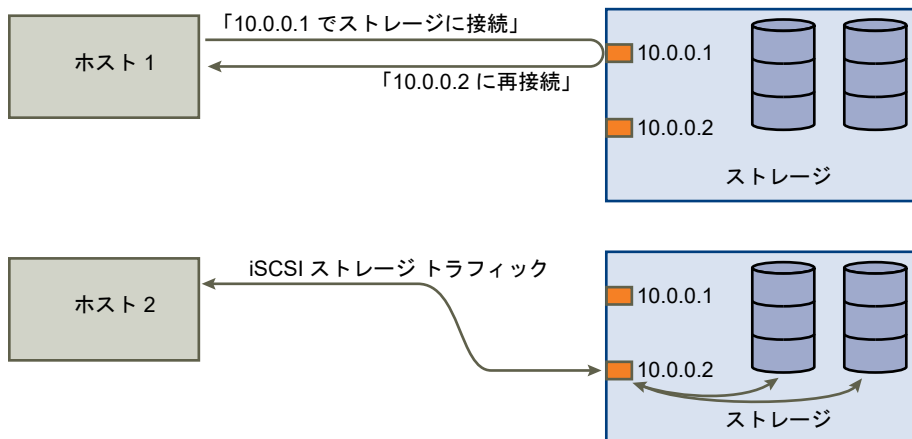 「10.0.0.1 でストレージに接続」
ホスト 1
10.0.0.1
「10.0.0.2 に再接続」
10.0.0.2
ストレージ
iSCSI ストレージ トラフィック
ホスト 2
10.0.0.1
10.0.0.2
ストレージ